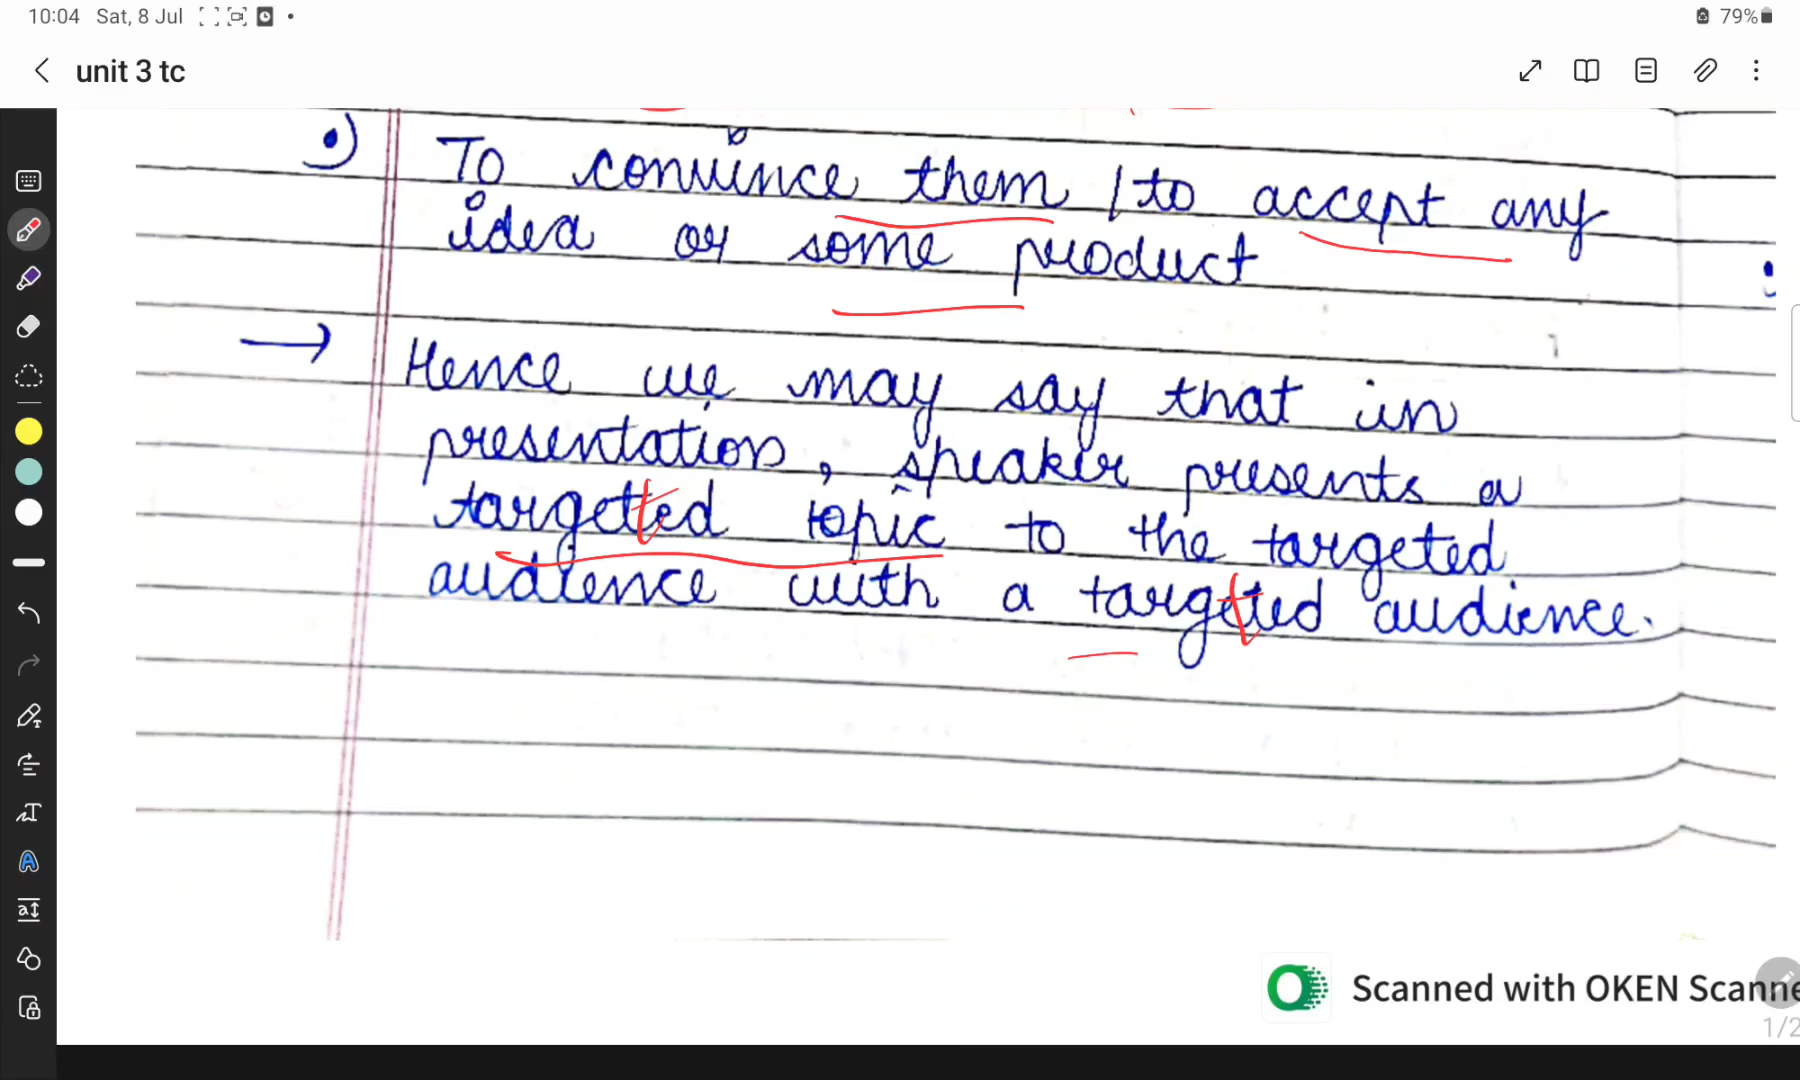 10:04 Sat, 8 Jul
79%
unit 3 tc
To convince them / to accept any
idea or some product
→ Hence we may say that in
presentation, speaker presents a
targetted topic to the targeted
audience with a targeted audience.
Scanned with OKEN Scanne
1/2